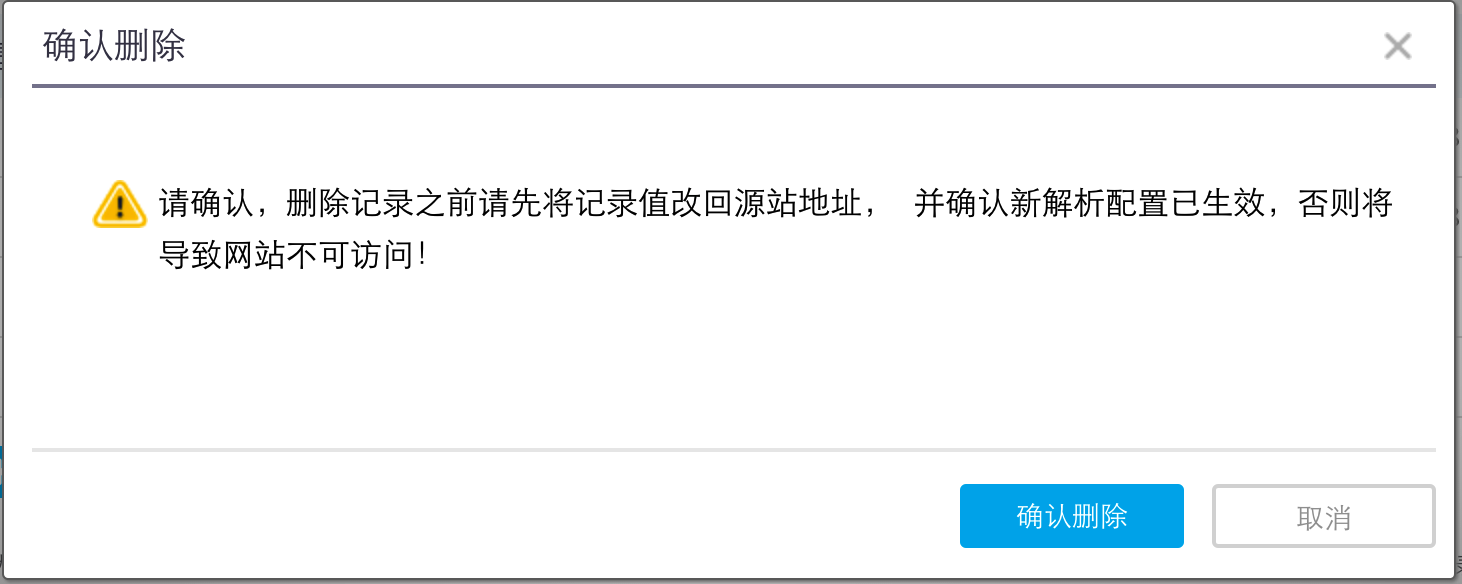 确认删除
请确认，删除记录之前请先将记录值改回源站地址， 并确认新解析配置已生效，否则将
导致网站不可访问！
确认删除
取消